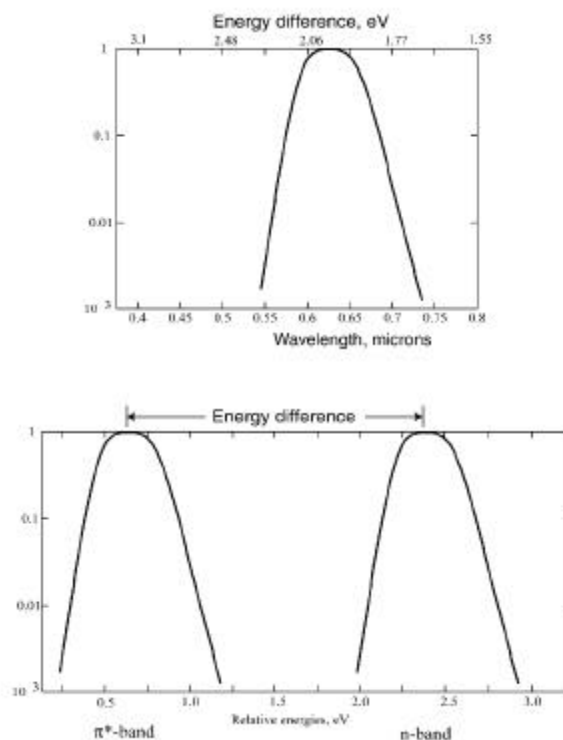 Energy difference, eV
3.1 2.48 2.06 1.77 1.55
1
0.1
0.01
10⁻³
0.4 0.45 0.5 0.55 0.6 0.65 0.7 0.75 0.8
Wavelength, microns
Energy difference
1
0.1
0.01
10⁻³
0.5 1.0 1.5 2.0 2.5 3.0
Relative energies, eV
π*-band n-band